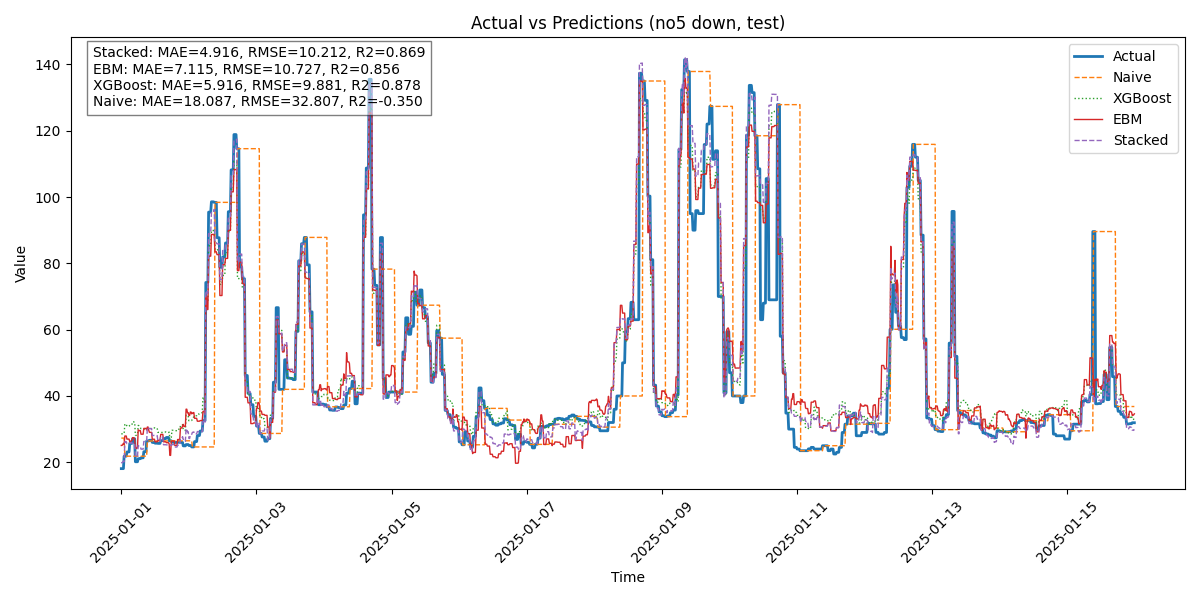 Actual vs Predictions (no5 down, test)
Stacked: MAE=4.916, RMSE=10.212, R2=0.869
EBM: MAE=7.115, RMSE=10.727, R2=0.856
XGBoost: MAE=5.916, RMSE=9.881, R2=0.878
Naive: MAE=18.087, RMSE=32.807, R2=-0.350
Actual
Naive
XGBoost
EBM
Stacked
Value
140
120
100
80
60
40
20
2025-01-01
2025-01-03
2025-01-05
2025-01-07
2025-01-09
2025-01-11
2025-01-13
2025-01-15
Time